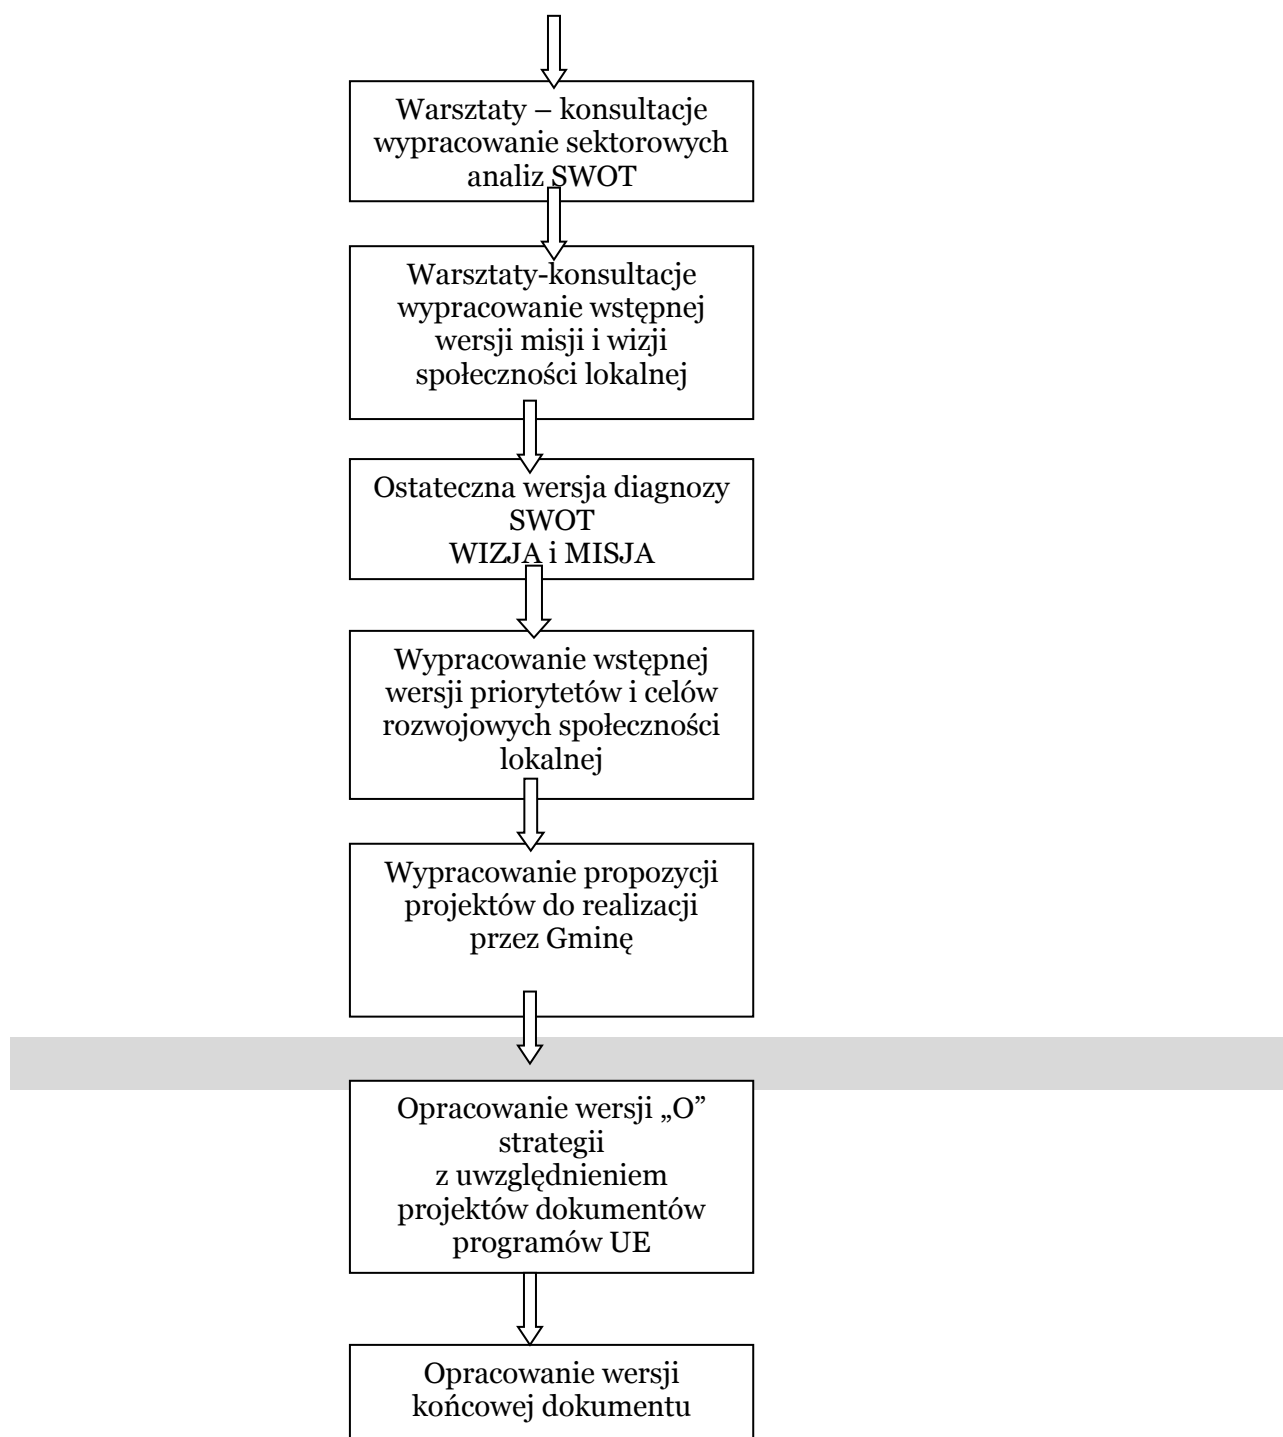 Warsztaty – konsultacje
wypracowanie sektorowych
analiz SWOT
Warsztaty-konsultacje
wypracowanie wstępnej
wersji misji i wizji
społeczności lokalnej
Ostateczna wersja diagnozy
SWOT
WIZJA i MISJA
Wypracowanie wstępnej
wersji priorytetów i celów
rozwojowych społeczności
lokalnej
Wypracowanie propozycji
projektów do realizacji
przez Gminę
Opracowanie wersji „O”
strategii
z uwzględnieniem
projektów dokumentów
programów UE
Opracowanie wersji
końcowej dokumentu